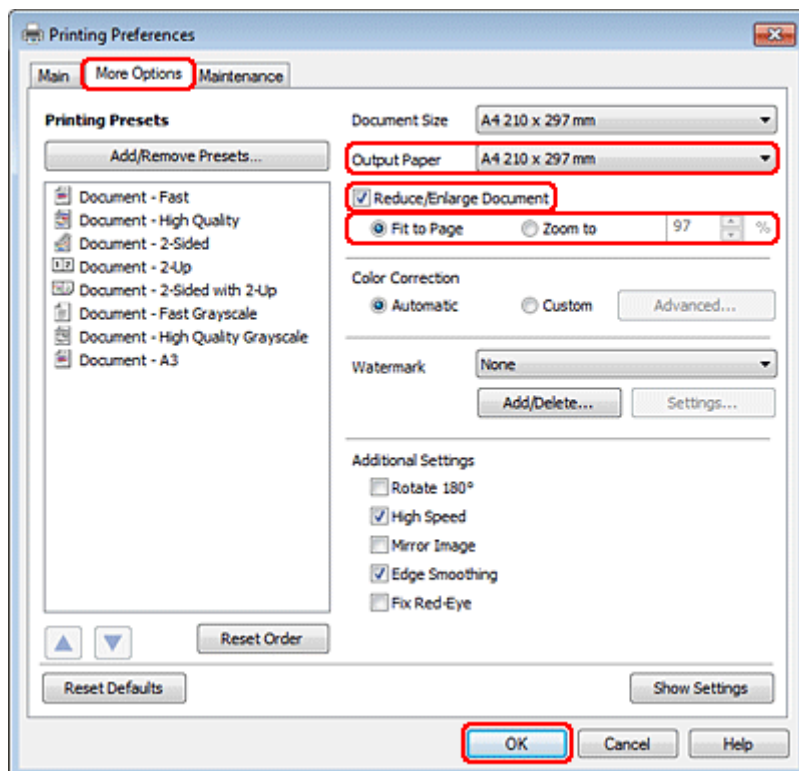 Printing Preferences
Main More Options Maintenance
Printing Presets
Add/Remove Presets...
Document - Fast
Document - High Quality
Document - 2-Sided
Document - 2-Up
Document - 2-Sided with 2-Up
Document - Fast Grayscale
Document - High Quality Grayscale
Document - A3
Reset Order
Document Size A4 210 x 297 mm
Output Paper A4 210 x 297 mm
Reduce/Enlarge Document
Fit to Page Zoom to 97 %
Color Correction
Automatic Custom Advanced...
Watermark None
Add/Delete... Settings...
Additional Settings
Rotate 180°
High Speed
Mirror Image
Edge Smoothing
Fix Red-Eye
Reset Defaults Show Settings
OK Cancel Help